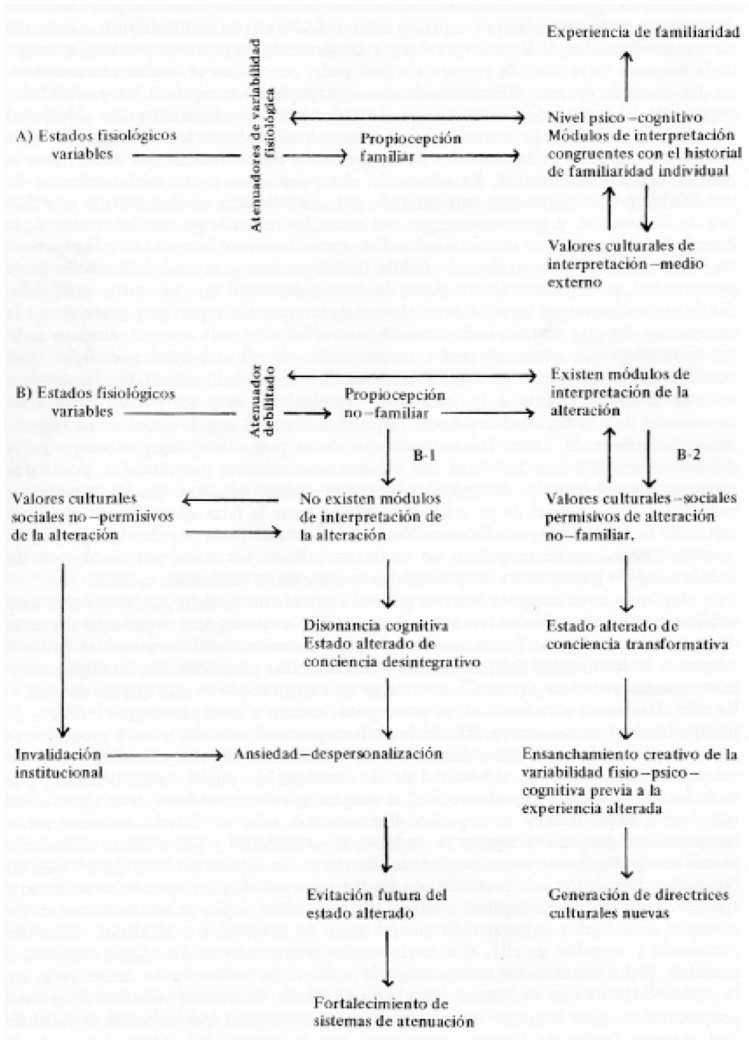 Experiencia de familiaridad
Atenuadores de variabilidad
fisiológica
A) Estados fisiológicos
variables
Propiocepción
familiar
Nivel psico–cognitivo
Módulos de interpretación
congruentes con el historial
de familiaridad individual
Valores culturales de
interpretación–medio
externo
B) Estados fisiológicos
variables
Atenuador
debilitado
Propiocepción
no–familiar
Existen módulos de
interpretación de la
alteración
B-1
B-2
Valores culturales
sociales no–permisivos
de la alteración
No existen módulos
de interpretación de
la alteración
Valores culturales–sociales
permisivos de alteración
no–familiar.
Disonancia cognitiva
Estado alterado de
conciencia desintegrativo
Estado alterado de
conciencia transformativa
Invalidación
institucional
Ansiedad–despersonalización
Ensanchamiento creativo de la
variabilidad fisio–psico–
cognitiva previa a la
experiencia alterada
Evitación futura del
estado alterado
Generación de directrices
culturales nuevas
Fortalecimiento de
sistemas de atenuación